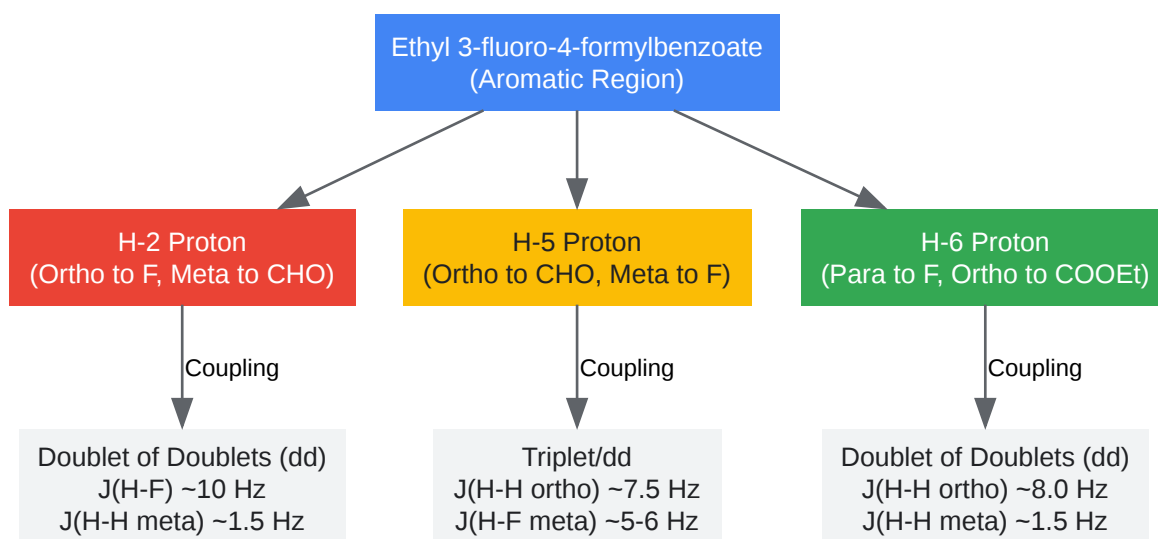 Ethyl 3-fluoro-4-formylbenzoate
(Aromatic Region)
H-2 Proton
(Ortho to F, Meta to CHO)
H-5 Proton
(Ortho to CHO, Meta to F)
H-6 Proton
(Para to F, Ortho to COOEt)
Coupling
Coupling
Coupling
Doublet of Doublets (dd)
J(H-F) ~10 Hz
J(H-H meta) ~1.5 Hz
Triplet/dd
J(H-H ortho) ~7.5 Hz
J(H-F meta) ~5-6 Hz
Doublet of Doublets (dd)
J(H-H ortho) ~8.0 Hz
J(H-H meta) ~1.5 Hz